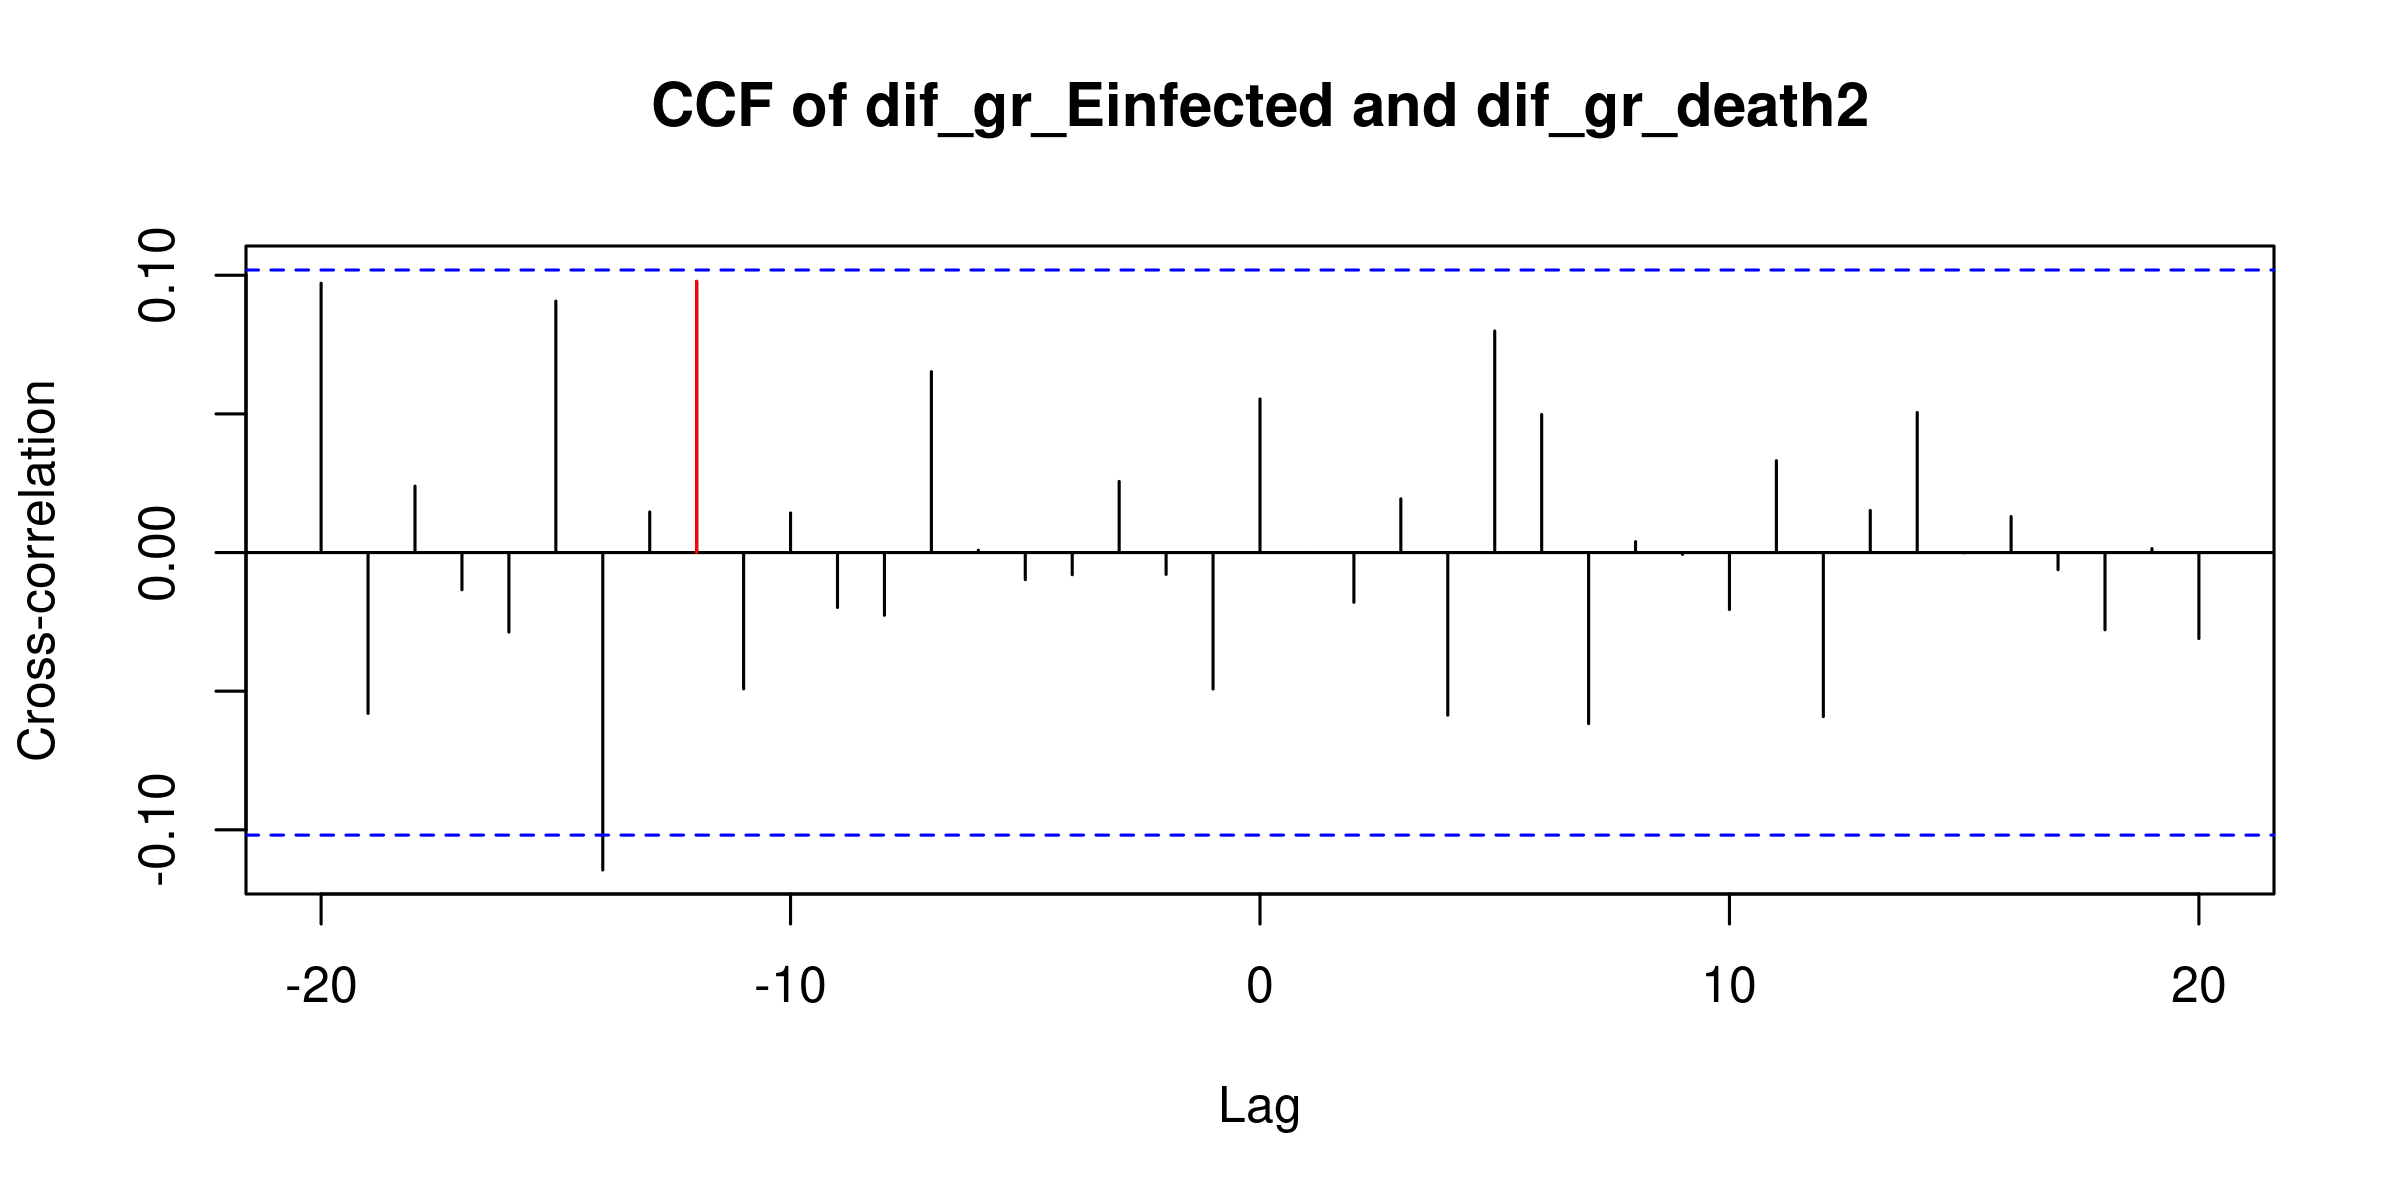 CCF of dif_gr_Einfected and dif_gr_death2
Cross-correlation
0.10
0.00
-0.10
-20
-10
0
10
20
Lag